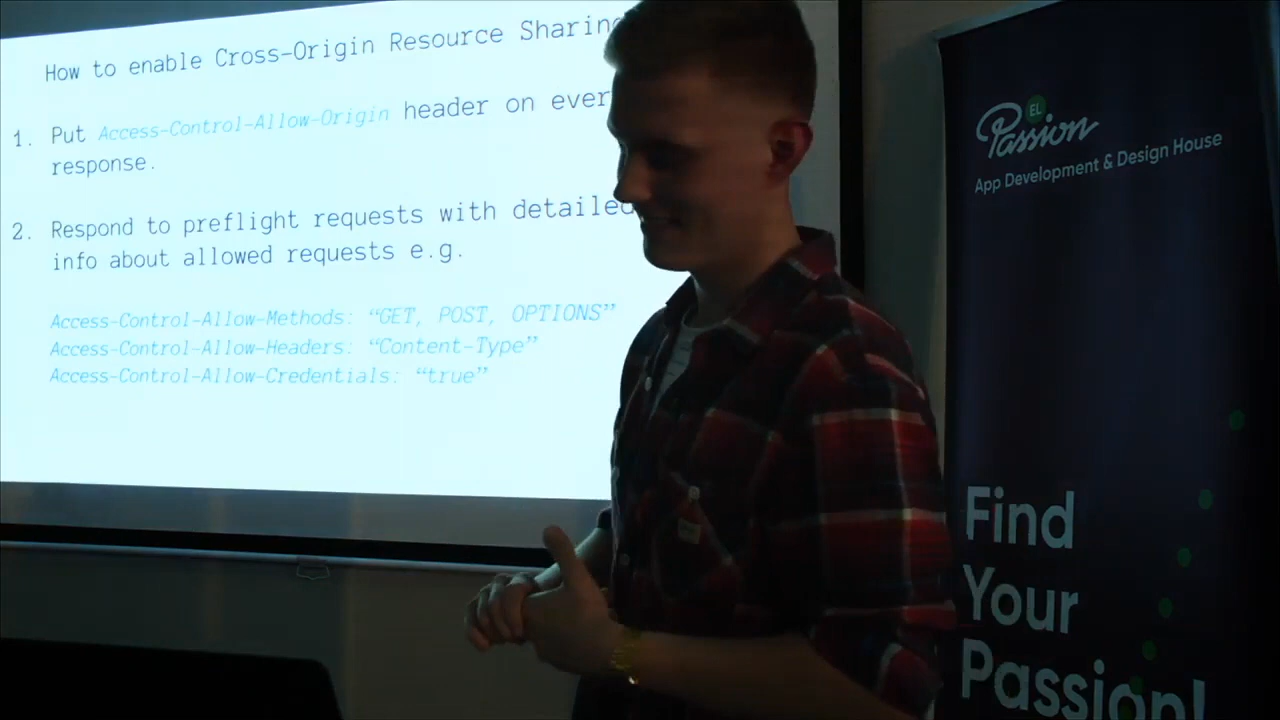 How to enable Cross-Origin Resource Sharing
1. Put Access-Control-Allow-Origin header on ever
response.
2. Respond to preflight requests with detailed
info about allowed requests e.g.
Access-Control-Allow-Methods: “GET, POST, OPTIONS”
Access-Control-Allow-Headers: “Content-Type”
Access-Control-Allow-Credentials: “true”
EL
Passion
App Development & Design House
Find
Your
Passion!